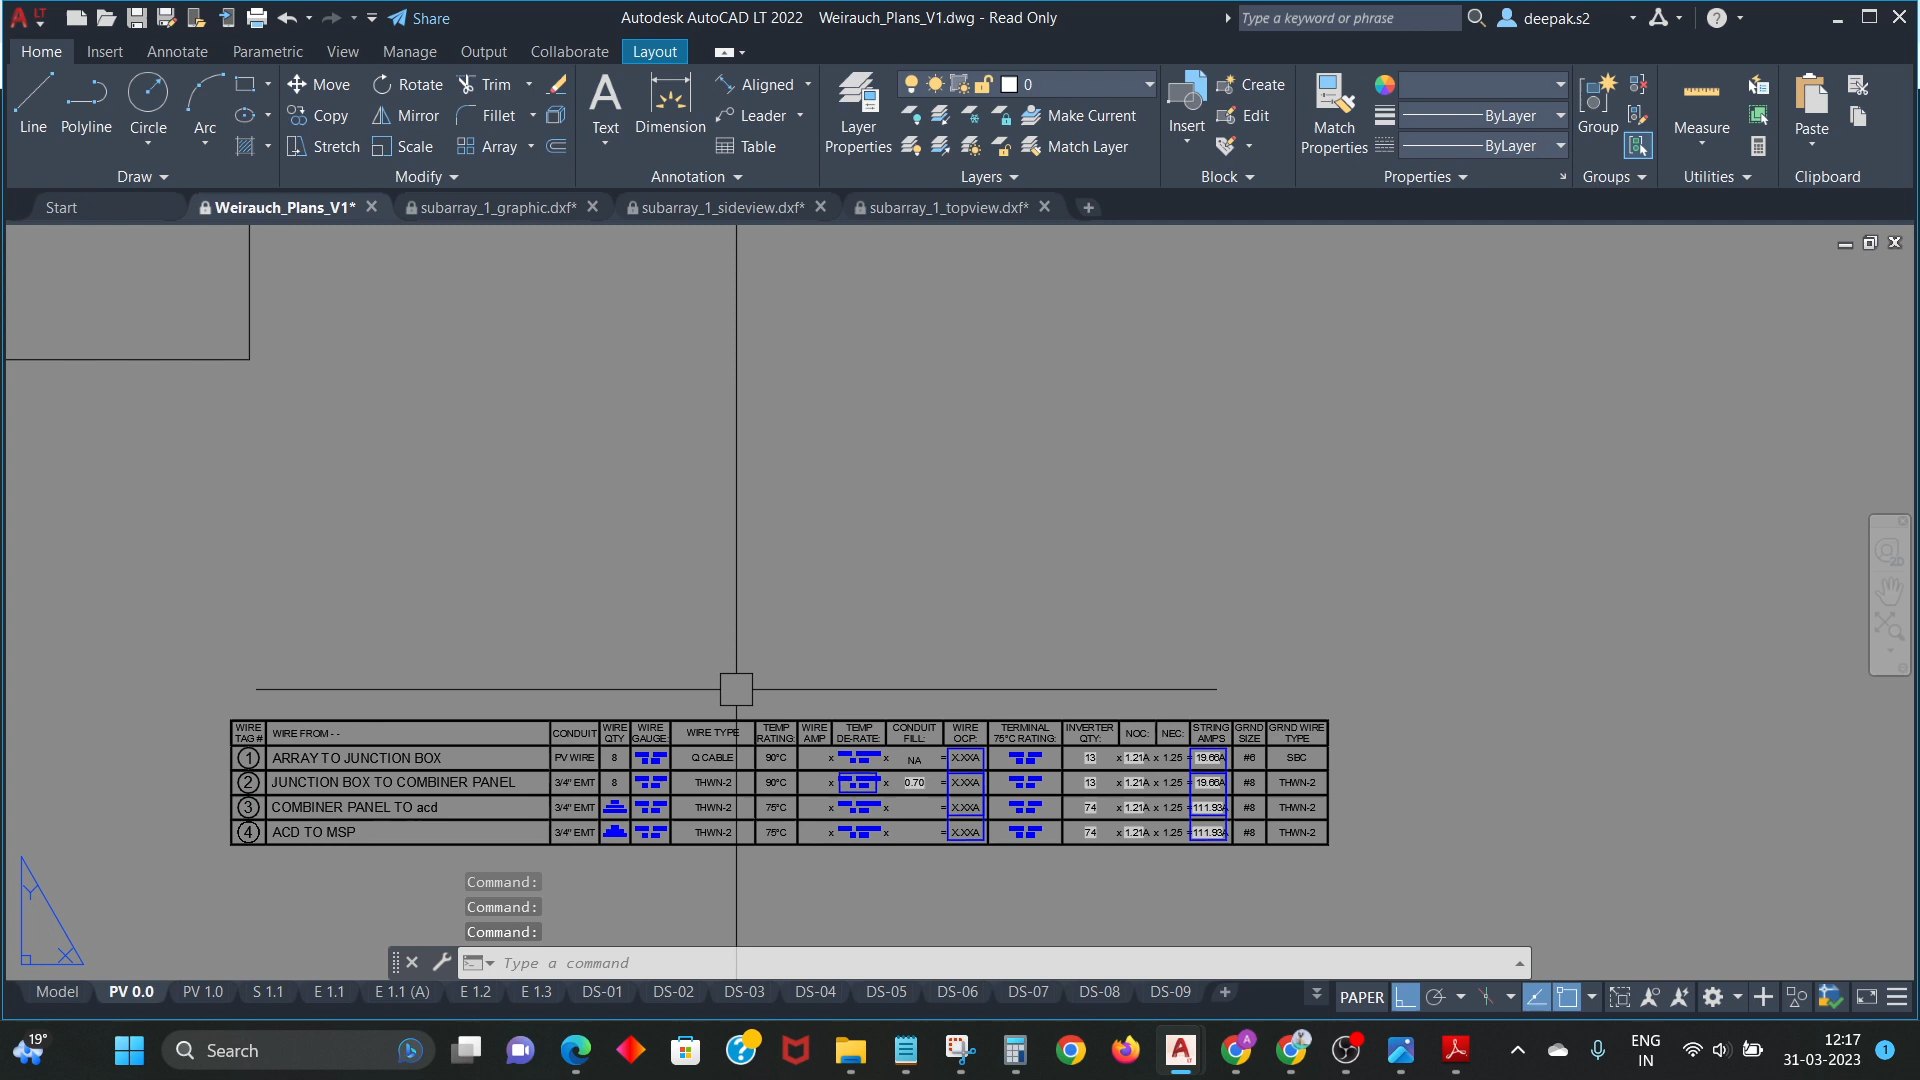 Share
Autodesk AutoCAD LT 2022 Weirauch_Plans_V1.dwg - Read Only
Type a keyword or phrase
deepak.s2
Home Insert Annotate Parametric View Manage Output Collaborate Layout
Line Polyline Circle Arc
Move Rotate Trim
Copy Mirror Fillet
Stretch Scale Array
Text Dimension
Aligned
Leader
Table
Layer Properties
0
Make Current
Match Layer
Insert
Create
Edit
Match Properties
ByLayer
ByLayer
Group
Measure
Paste
Draw Modify Annotation Layers Block Properties Groups Utilities Clipboard
Start Weirauch_Plans_V1* subarray_1_graphic.dxf* subarray_1_sideview.dxf* subarray_1_topview.dxf*
WIRE TAG # WIRE FROM - - CONDUIT WIRE QTY WIRE GAUGE: WIRE TYPE TEMP RATING: WIRE AMP TEMP DE-RATE: CONDUIT FILL: WIRE OCP: TERMINAL 75°C RATING: INVERTER QTY: NOC: NEC: STRING AMPS GRND SIZE GRND WIRE TYPE
1 ARRAY TO JUNCTION BOX PV WIRE 8 Q CABLE 90°C x x NA = X.XXA 13 x 1.21A x 1.25 = 19.66A #6 SBC
2 JUNCTION BOX TO COMBINER PANEL 3/4" EMT 8 THWN-2 90°C x x 0.70 = X.XXA 13 x 1.21A x 1.25 = 19.66A #8 THWN-2
3 COMBINER PANEL TO acd 3/4" EMT THWN-2 75°C x x = X.XXA 74 x 1.21A x 1.25 =111.93A #8 THWN-2
4 ACD TO MSP 3/4" EMT THWN-2 75°C x x = X.XXA 74 x 1.21A x 1.25 =111.93A #8 THWN-2
Y
X
Command:
Command:
Command:
Type a command
Model PV 0.0 PV 1.0 S 1.1 E 1.1 E 1.1 (A) E 1.2 E 1.3 DS-01 DS-02 DS-03 DS-04 DS-05 DS-06 DS-07 DS-08 DS-09 PAPER
19°
Search
ENG
IN
12:17
31-03-2023
1